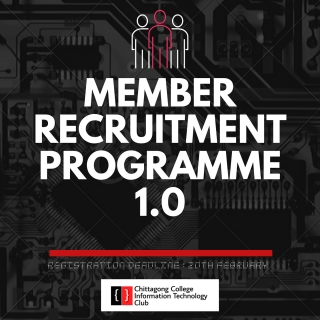 MEMBER
RECRUITMENT
PROGRAMME
1.0
REGISTRATION DEADLINE : 20TH FEBRUARY
Chittagong College
Information Technology
Club